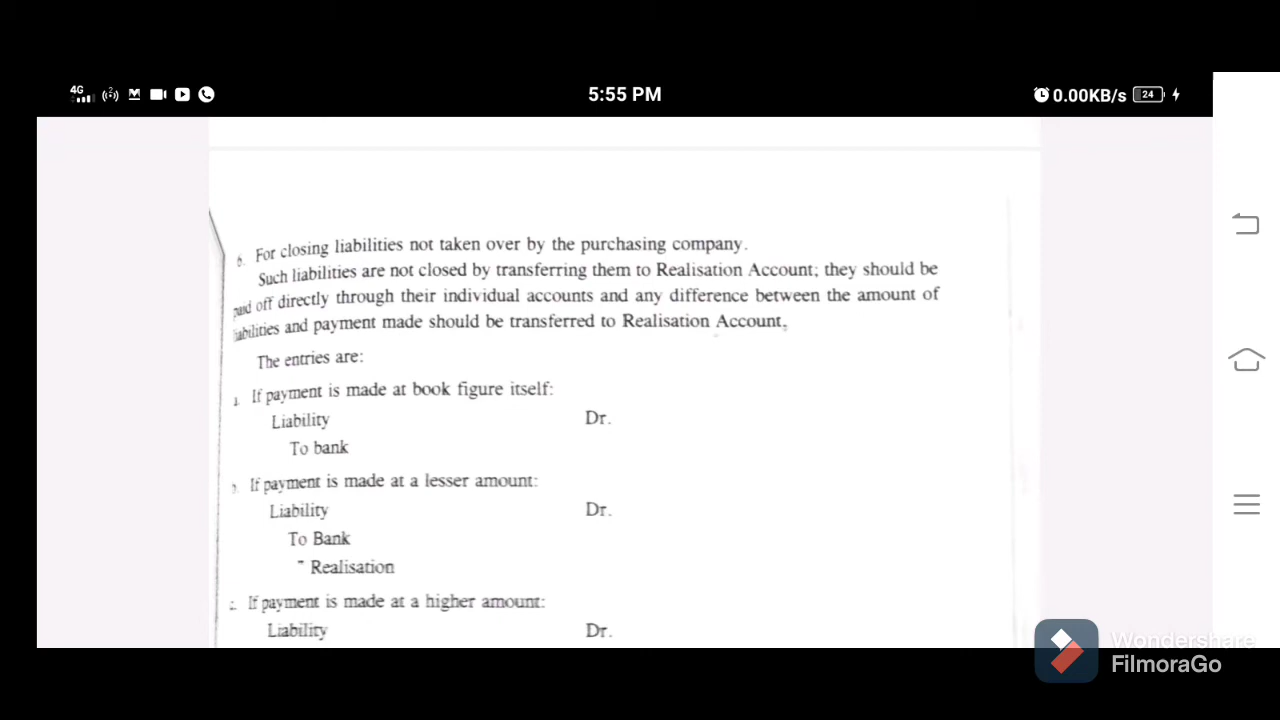 4G
5:55 PM
0.00KB/s 24
6. For closing liabilities not taken over by the purchasing company.
Such liabilities are not closed by transferring them to Realisation Account; they should be
paid off directly through their individual accounts and any difference between the amount of
liabilities and payment made should be transferred to Realisation Account.
The entries are:
a. If payment is made at book figure itself:
Liability Dr.
To bank
b. If payment is made at a lesser amount:
Liability Dr.
To Bank
" Realisation
c. If payment is made at a higher amount:
Liability Dr.
Wondershare
FilmoraGo